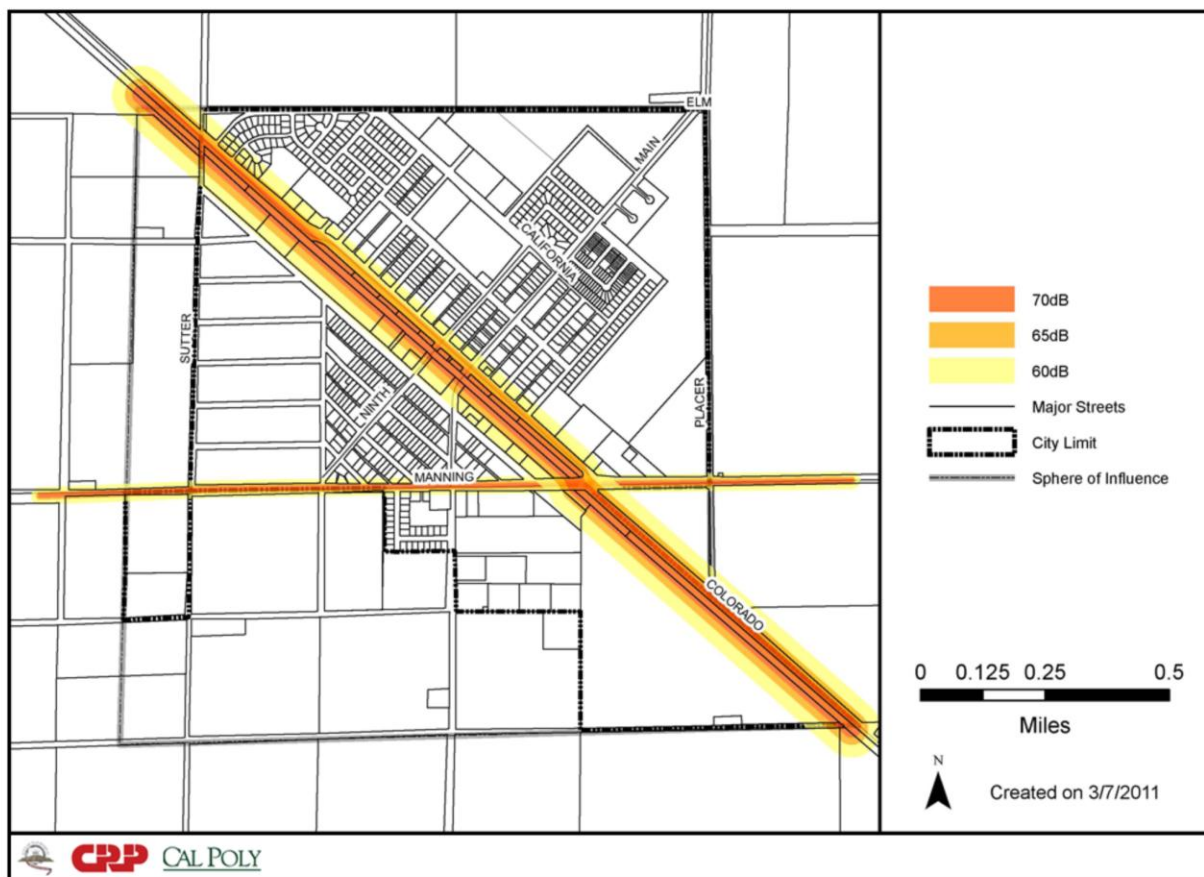 ELM
MAIN
CALIFORNIA
SUTTER
PLACER
NINTH
MANNING
COLORADO
70dB
65dB
60dB
Major Streets
City Limit
Sphere of Influence
0 0.125 0.25 0.5
Miles
N
Created on 3/7/2011
CRP CAL POLY